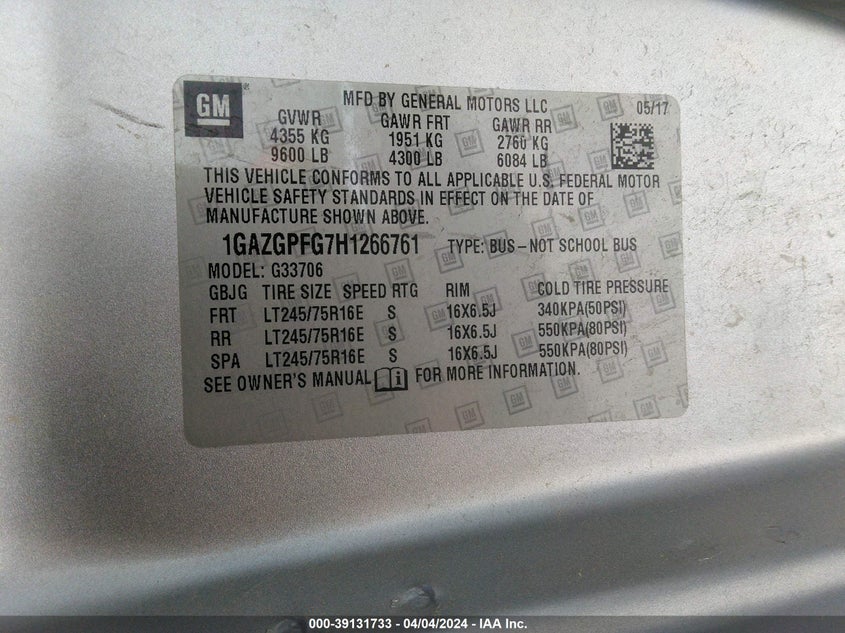 GM
MFD BY GENERAL MOTORS LLC 05/17
GVWR GAWR FRT GAWR RR
4355 KG 1951 KG 2760 KG
9600 LB 4300 LB 6084 LB
THIS VEHICLE CONFORMS TO ALL APPLICABLE U.S. FEDERAL MOTOR
VEHICLE SAFETY STANDARDS IN EFFECT ON THE DATE OF
MANUFACTURE SHOWN ABOVE.
1GAZGPFG7H1266761 TYPE: BUS – NOT SCHOOL BUS
MODEL: G33706
GBJG TIRE SIZE SPEED RTG RIM COLD TIRE PRESSURE
FRT LT245/75R16E S 16X6.5J 340KPA(50PSI)
RR LT245/75R16E S 16X6.5J 550KPA(80PSI)
SPA LT245/75R16E S 16X6.5J 550KPA(80PSI)
SEE OWNER'S MANUAL FOR MORE INFORMATION.
000-39131733 - 04/04/2024 - IAA Inc.